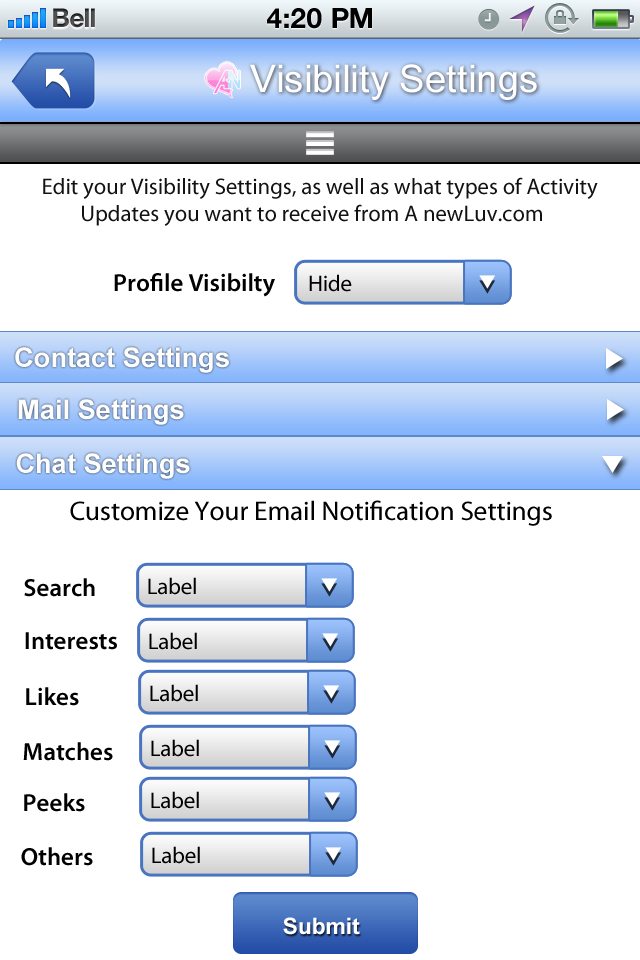 Bell 4:20 PM
AN Visibility Settings
Edit your Visibility Settings, as well as what types of Activity
Updates you want to receive from A newLuv.com
Profile Visibilty Hide
Contact Settings
Mail Settings
Chat Settings
Customize Your Email Notification Settings
Search Label
Interests Label
Likes Label
Matches Label
Peeks Label
Others Label
Submit